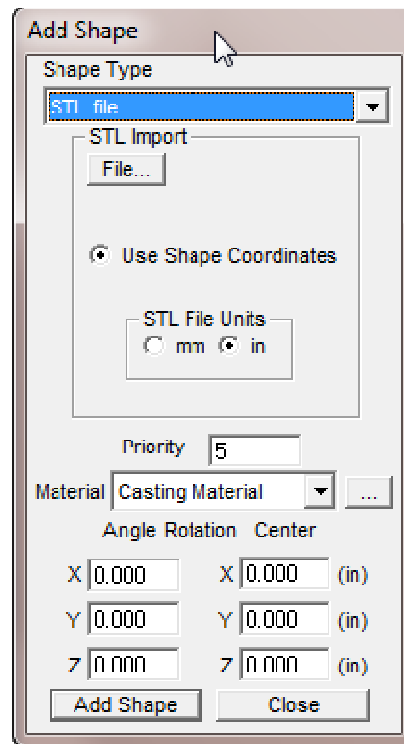 Add Shape
Shape Type
STL file
STL Import
File...
Use Shape Coordinates
STL File Units
mm in
Priority 5
Material Casting Material ...
Angle Rotation Center
X 0.000 X 0.000 (in)
Y 0.000 Y 0.000 (in)
Z 0.000 Z 0.000 (in)
Add Shape Close